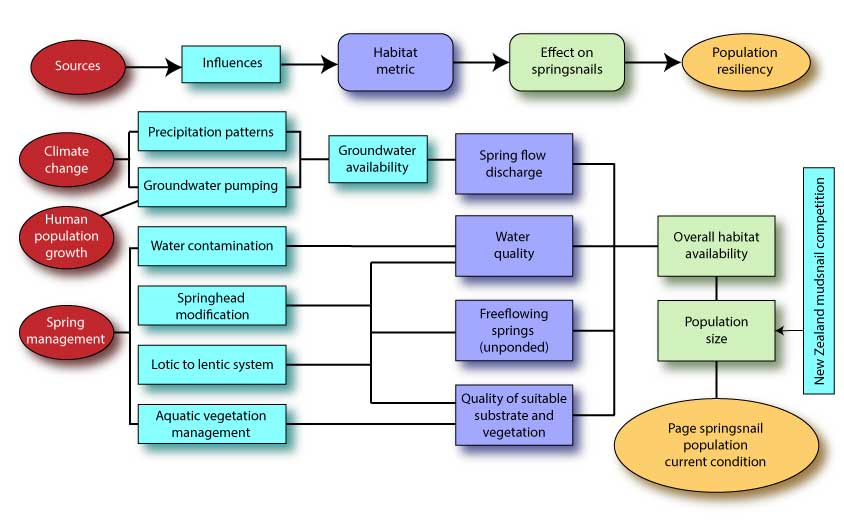 Sources
Influences
Habitat
metric
Effect on
springsnails
Population
resiliency
Climate
change
Human
population
growth
Spring
management
Precipitation patterns
Groundwater pumping
Water contamination
Springhead
modification
Lotic to lentic system
Aquatic vegetation
management
Groundwater
availability
Spring flow
discharge
Water
quality
Freeflowing
springs
(unponded)
Quality of suitable
substrate and
vegetation
Overall habitat
availability
Population
size
Page springsnail
population
current condition
New Zealand mudsnail competition